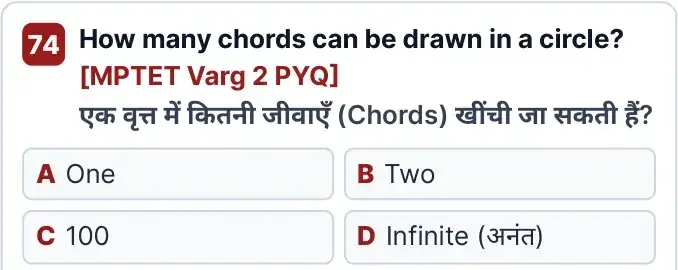 74 How many chords can be drawn in a circle?
[MPTET Varg 2 PYQ]
एक वृत्त में कितनी जीवाएँ (Chords) खींची जा सकती हैं?
A One
B Two
C 100
D Infinite (अनंत)